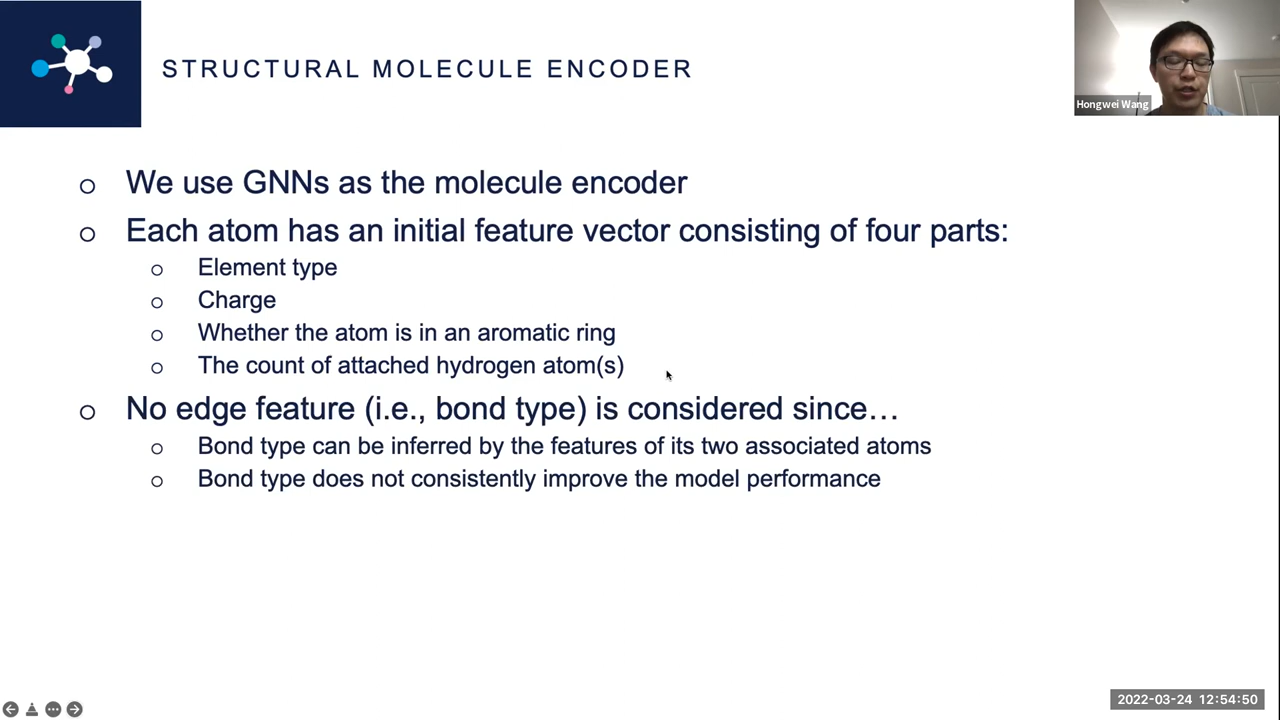 STRUCTURAL MOLECULE ENCODER
Hongwei Wang
o We use GNNs as the molecule encoder
o Each atom has an initial feature vector consisting of four parts:
o Element type
o Charge
o Whether the atom is in an aromatic ring
o The count of attached hydrogen atom(s)
o No edge feature (i.e., bond type) is considered since…
o Bond type can be inferred by the features of its two associated atoms
o Bond type does not consistently improve the model performance
2022-03-24 12:54:50